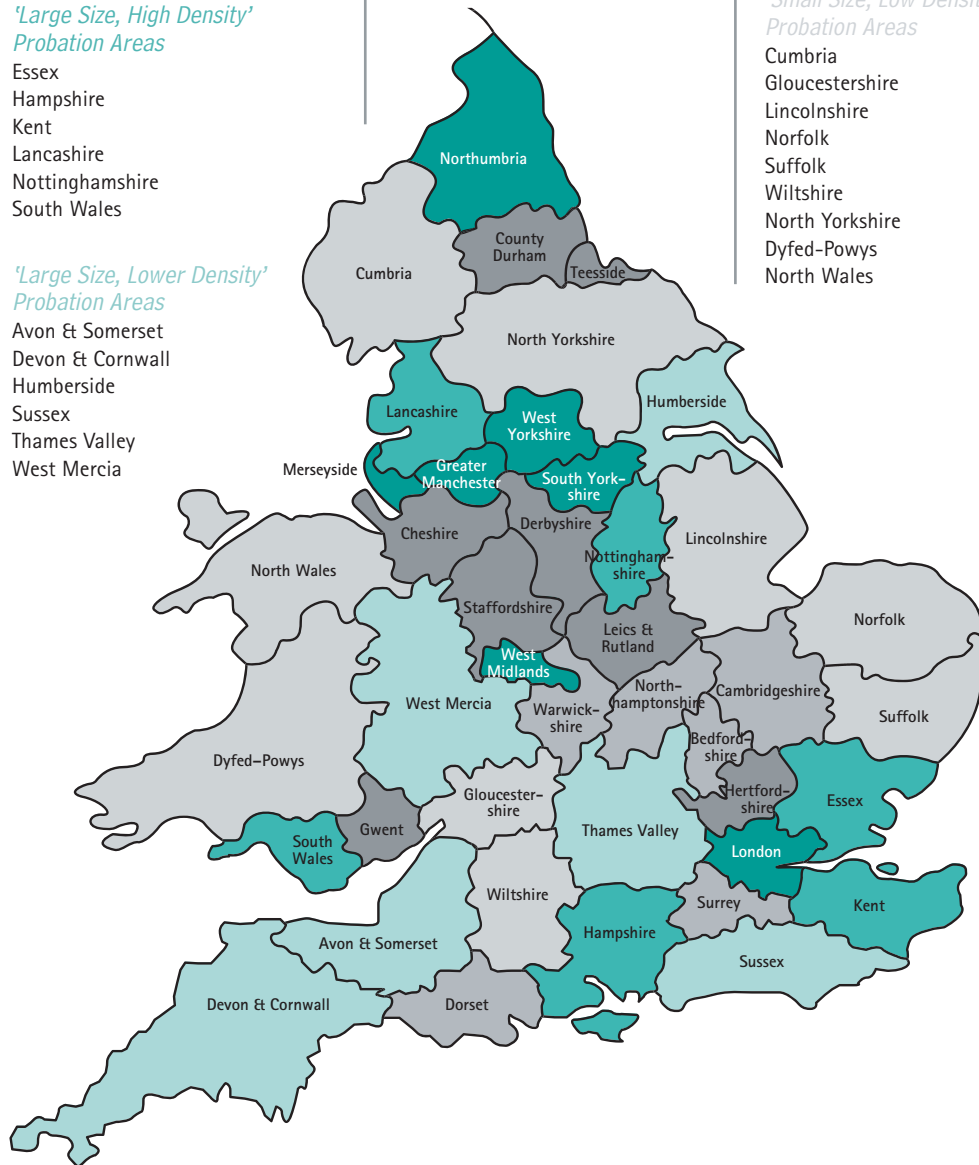 'Large Size, High Density'
Probation Areas
Essex
Hampshire
Kent
Lancashire
Nottinghamshire
South Wales
'Large Size, Lower Density'
Probation Areas
Avon & Somerset
Devon & Cornwall
Humberside
Sussex
Thames Valley
West Mercia
'Small Size, Low Densit
Probation Areas
Cumbria
Gloucestershire
Lincolnshire
Norfolk
Suffolk
Wiltshire
North Yorkshire
Dyfed-Powys
North Wales
Northumbria
County
Durham
Teesside
Cumbria
North Yorkshire
Humberside
Lancashire
West
Yorkshire
Merseyside
Greater
Manchester
South York-
shire
Cheshire
Derbyshire
Nottingham-
shire
Lincolnshire
North Wales
Staffordshire
Leics &
Rutland
Norfolk
West
Midlands
West Mercia
Warwick-
shire
North-
hamptonshire
Cambridgeshire
Suffolk
Bedford-
shire
Dyfed-Powys
Gloucester-
shire
Hertford-
shire
Essex
Gwent
South
Wales
Thames Valley
London
Wiltshire
Surrey
Kent
Avon & Somerset
Hampshire
Sussex
Devon & Cornwall
Dorset